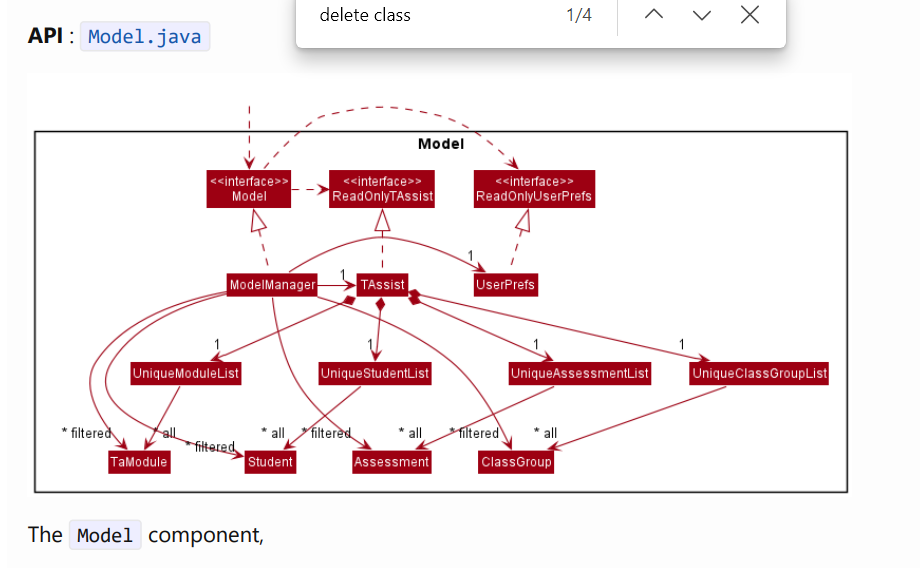 delete class 1/4
API : Model.java
Model
<<interface>>
Model
<<interface>>
ReadOnlyTAssist
<<interface>>
ReadOnlyUserPrefs
1
1
ModelManager
TAssist
UserPrefs
1
1
1
1
UniqueModuleList
UniqueStudentList
UniqueAssessmentList
UniqueClassGroupList
* filtered
* all
* filtered
* all
* filtered
* all
* filtered
* all
TaModule
Student
Assessment
ClassGroup
The Model component,